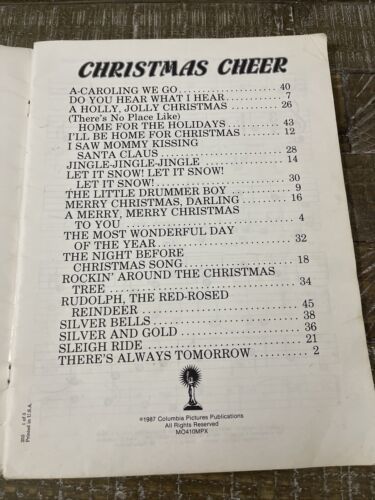 CHRISTMAS CHEER
A-CAROLING WE GO..................... 40
DO YOU HEAR WHAT I HEAR........... 7
A HOLLY, JOLLY CHRISTMAS .......... 26
(There's No Place Like)
HOME FOR THE HOLIDAYS........... 43
I'LL BE HOME FOR CHRISTMAS ........ 12
I SAW MOMMY KISSING
SANTA CLAUS ....................... 28
JINGLE-JINGLE-JINGLE ................ 14
LET IT SNOW! LET IT SNOW!
LET IT SNOW! ....................... 30
THE LITTLE DRUMMER BOY ........... 9
MERRY CHRISTMAS, DARLING ........ 16
A MERRY, MERRY CHRISTMAS
TO YOU ............................. 4
THE MOST WONDERFUL DAY
OF THE YEAR........................ 32
THE NIGHT BEFORE
CHRISTMAS SONG ................... 18
ROCKIN' AROUND THE CHRISTMAS
TREE ................................ 34
RUDOLPH, THE RED-ROSED
REINDEER ........................... 45
SILVER BELLS .......................... 38
SILVER AND GOLD ..................... 36
SLEIGH RIDE ........................... 21
THERE'S ALWAYS TOMORROW .......... 2
©1987 Columbia Pictures Publications
All Rights Reserved
MO410MPX
1 of 5
Printed in U.S.A.